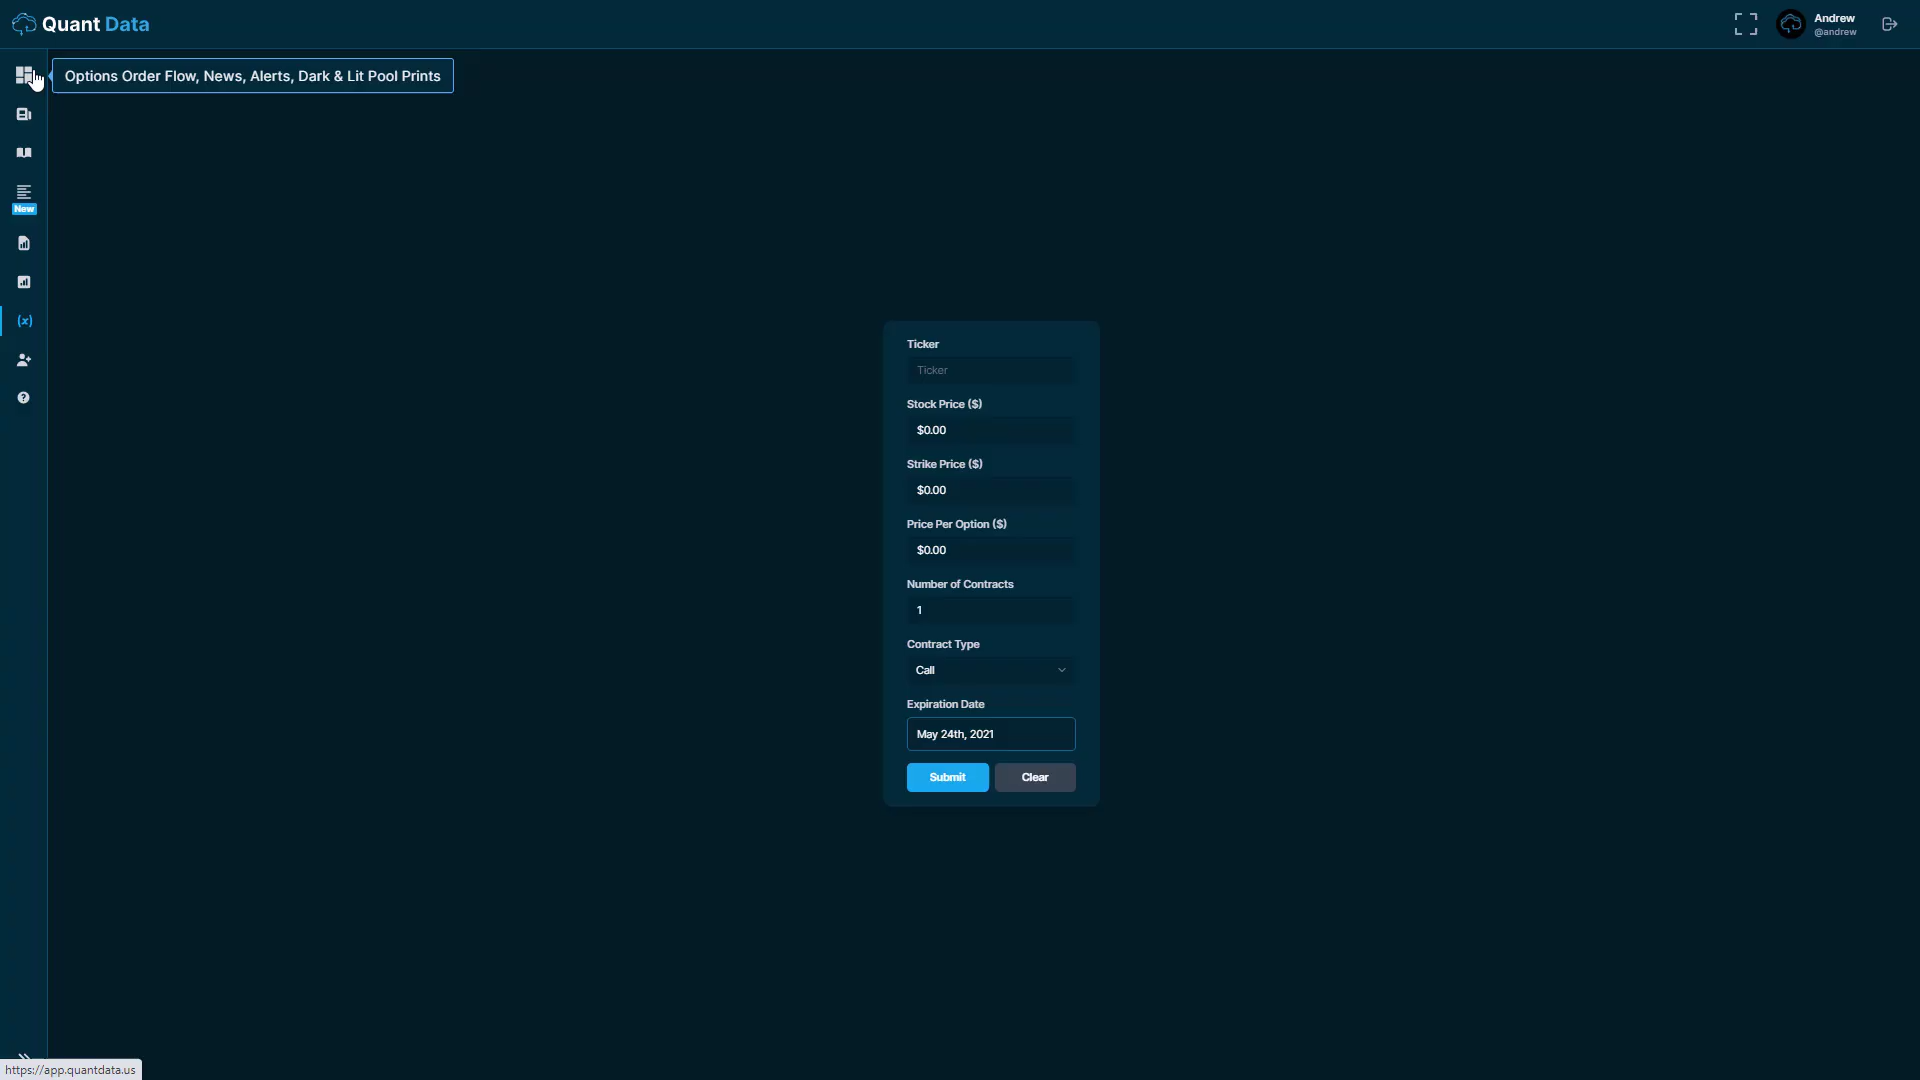 Quant Data
Andrew
@andrew
Options Order Flow, News, Alerts, Dark & Lit Pool Prints
New
(x)
Ticker
Ticker
Stock Price ($)
$0.00
Strike Price ($)
$0.00
Price Per Option ($)
$0.00
Number of Contracts
1
Contract Type
Call
Expiration Date
May 24th, 2021
Submit Clear
https://app.quantdata.us